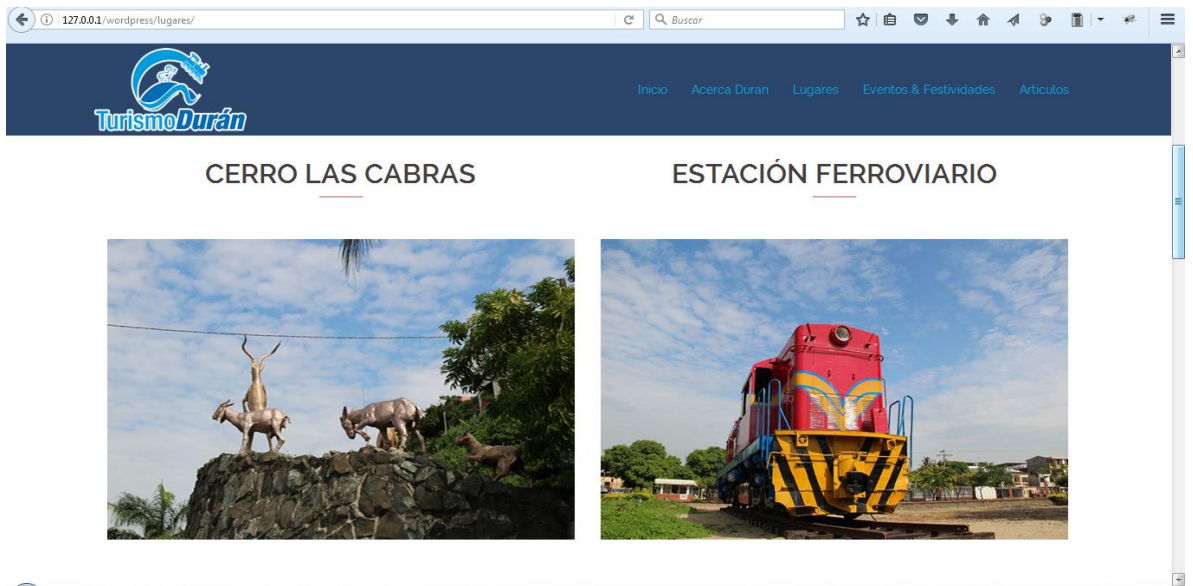 127.0.0.1/wordpress/lugares/
Buscar
TurismoDurán
Inicio Acerca Duran Lugares Eventos & Festividades Articulos
CERRO LAS CABRAS
ESTACIÓN FERROVIARIO